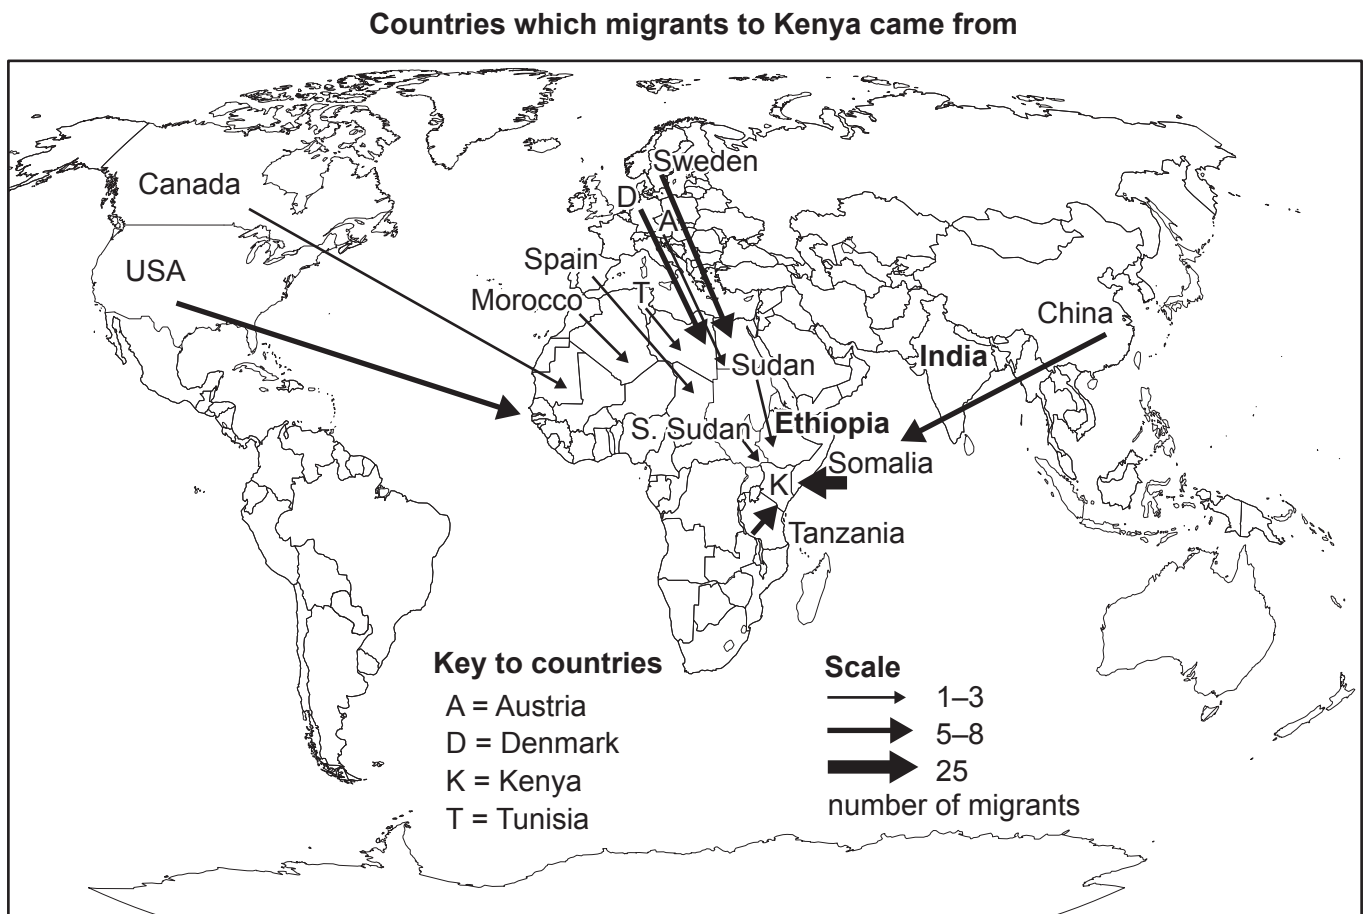 Countries which migrants to Kenya came from
Sweden
Canada
D
A
Spain
USA
T
Morocco
China
India
Sudan
Ethiopia
S. Sudan
Somalia
K
Tanzania
Key to countries
A = Austria
D = Denmark
K = Kenya
T = Tunisia
Scale
1–3
5–8
25
number of migrants